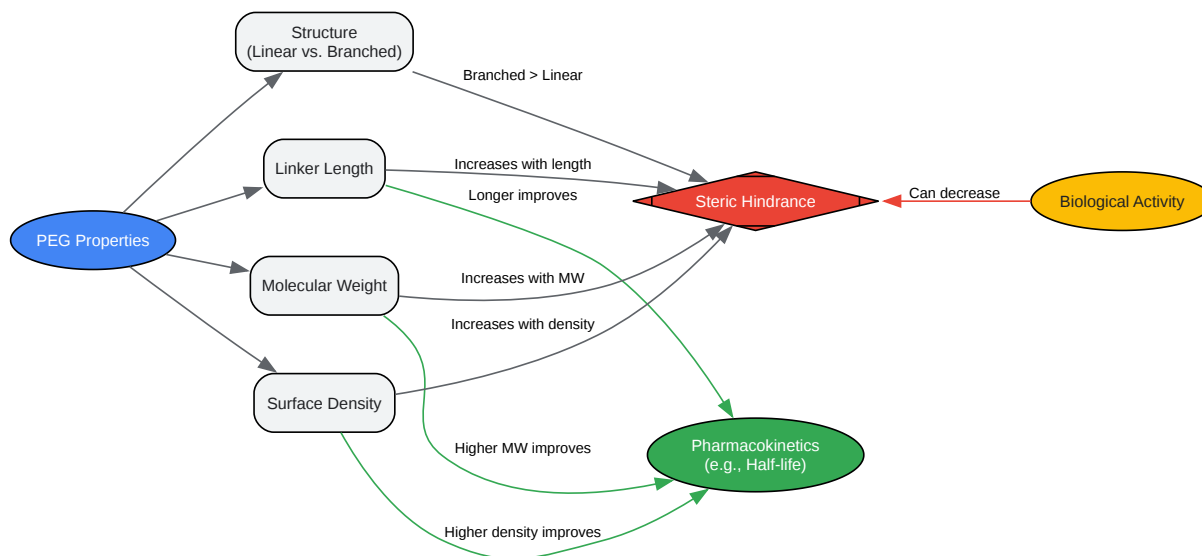 Structure
(Linear vs. Branched)
Branched > Linear
Linker Length
Increases with length
Longer improves
Steric Hindrance
Can decrease
Biological Activity
PEG Properties
Molecular Weight
Increases with MW
Increases with density
Surface Density
Higher MW improves
Pharmacokinetics
(e.g., Half-life)
Higher density improves